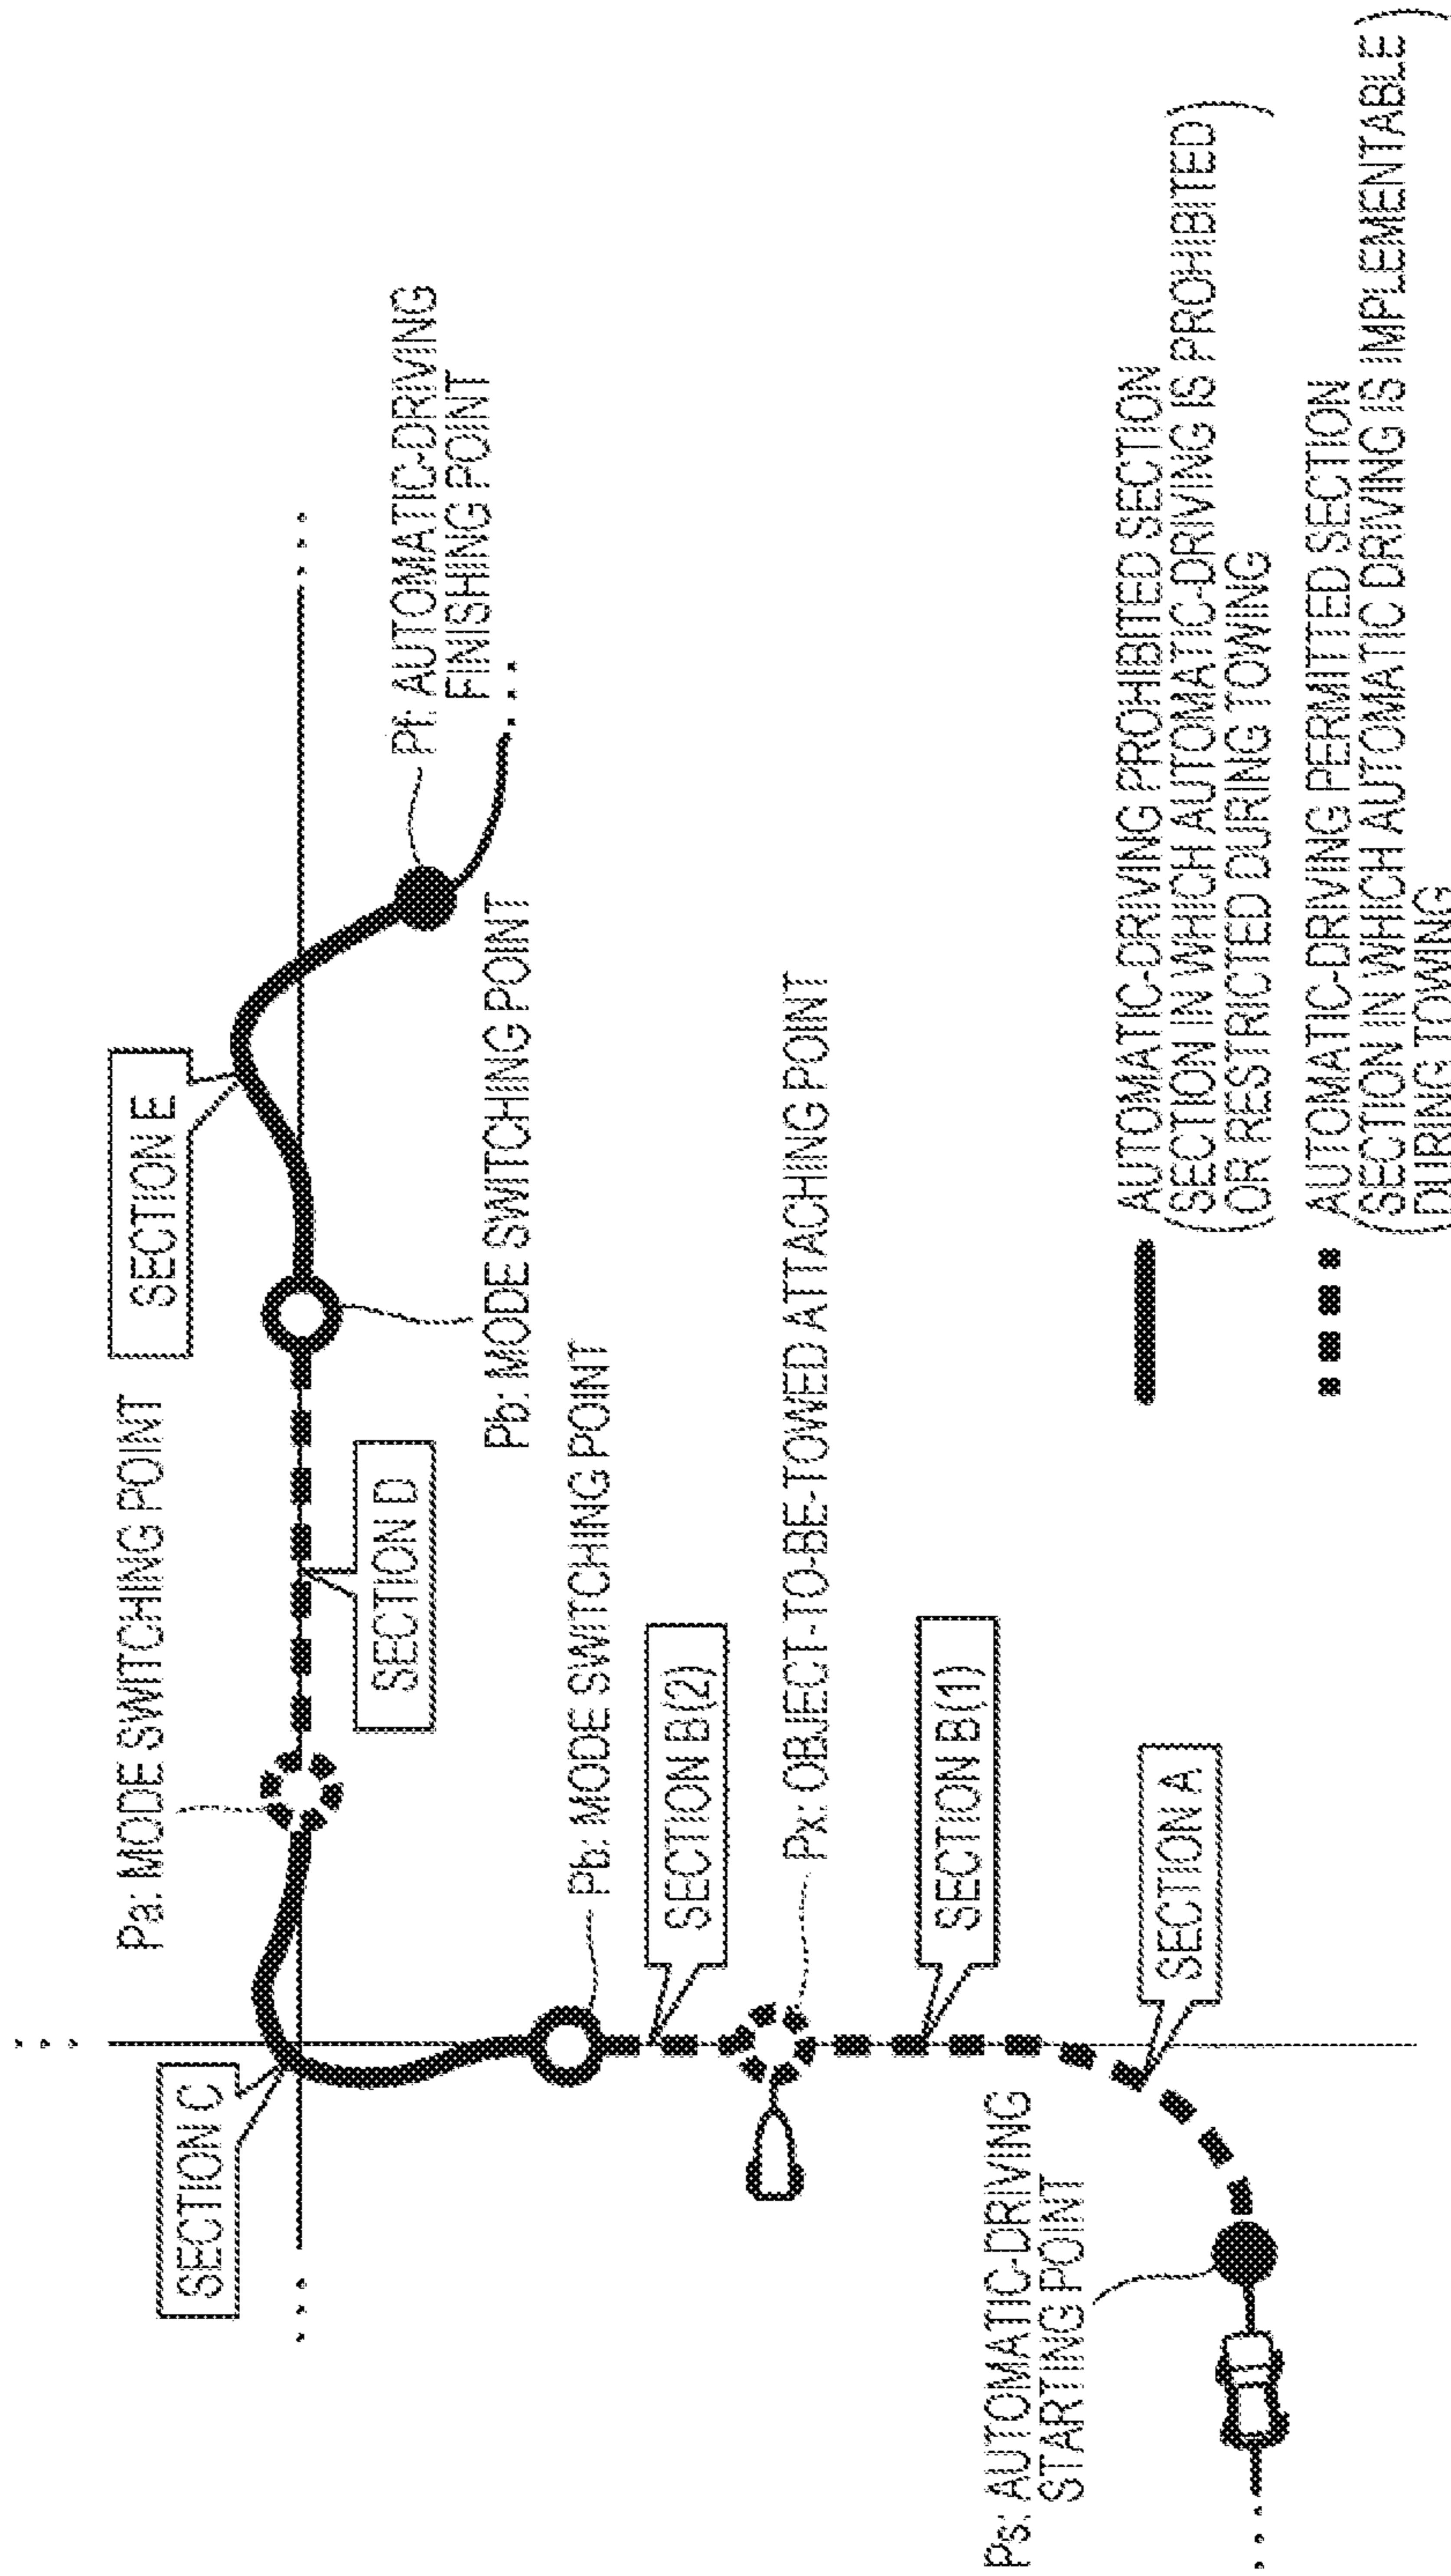 SECTION C
Pa: MODE SWITCHING POINT
SECTION E
SECTION D
Pb: MODE SWITCHING POINT
Pt: AUTOMATIC-DRIVING
FINISHING POINT
Pb: MODE SWITCHING POINT
SECTION B(2)
Px: OBJECT-TO-BE-TOWED ATTACHING POINT
SECTION B(1)
SECTION A
Ps: AUTOMATIC-DRIVING
STARTING POINT
AUTOMATIC-DRIVING PROHIBITED SECTION
(SECTION IN WHICH AUTOMATIC-DRIVING IS PROHIBITED
OR RESTRICTED DURING TOWING)
AUTOMATIC-DRIVING PERMITTED SECTION
(SECTION IN WHICH AUTOMATIC DRIVING IS IMPLEMENTABLE
DURING TOWING)